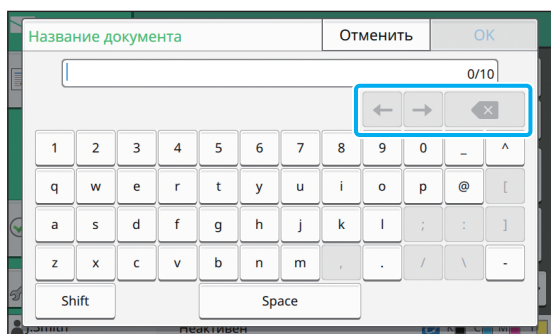 Название документа Отменить OK
0/10
← →
1 2 3 4 5 6 7 8 9 0 _ ^
q w e r t y u i o p @ [
a s d f g h j k l ; : ]
z x c v b n m , . / \ -
Shift Space
J.Smith Неактивен K C M